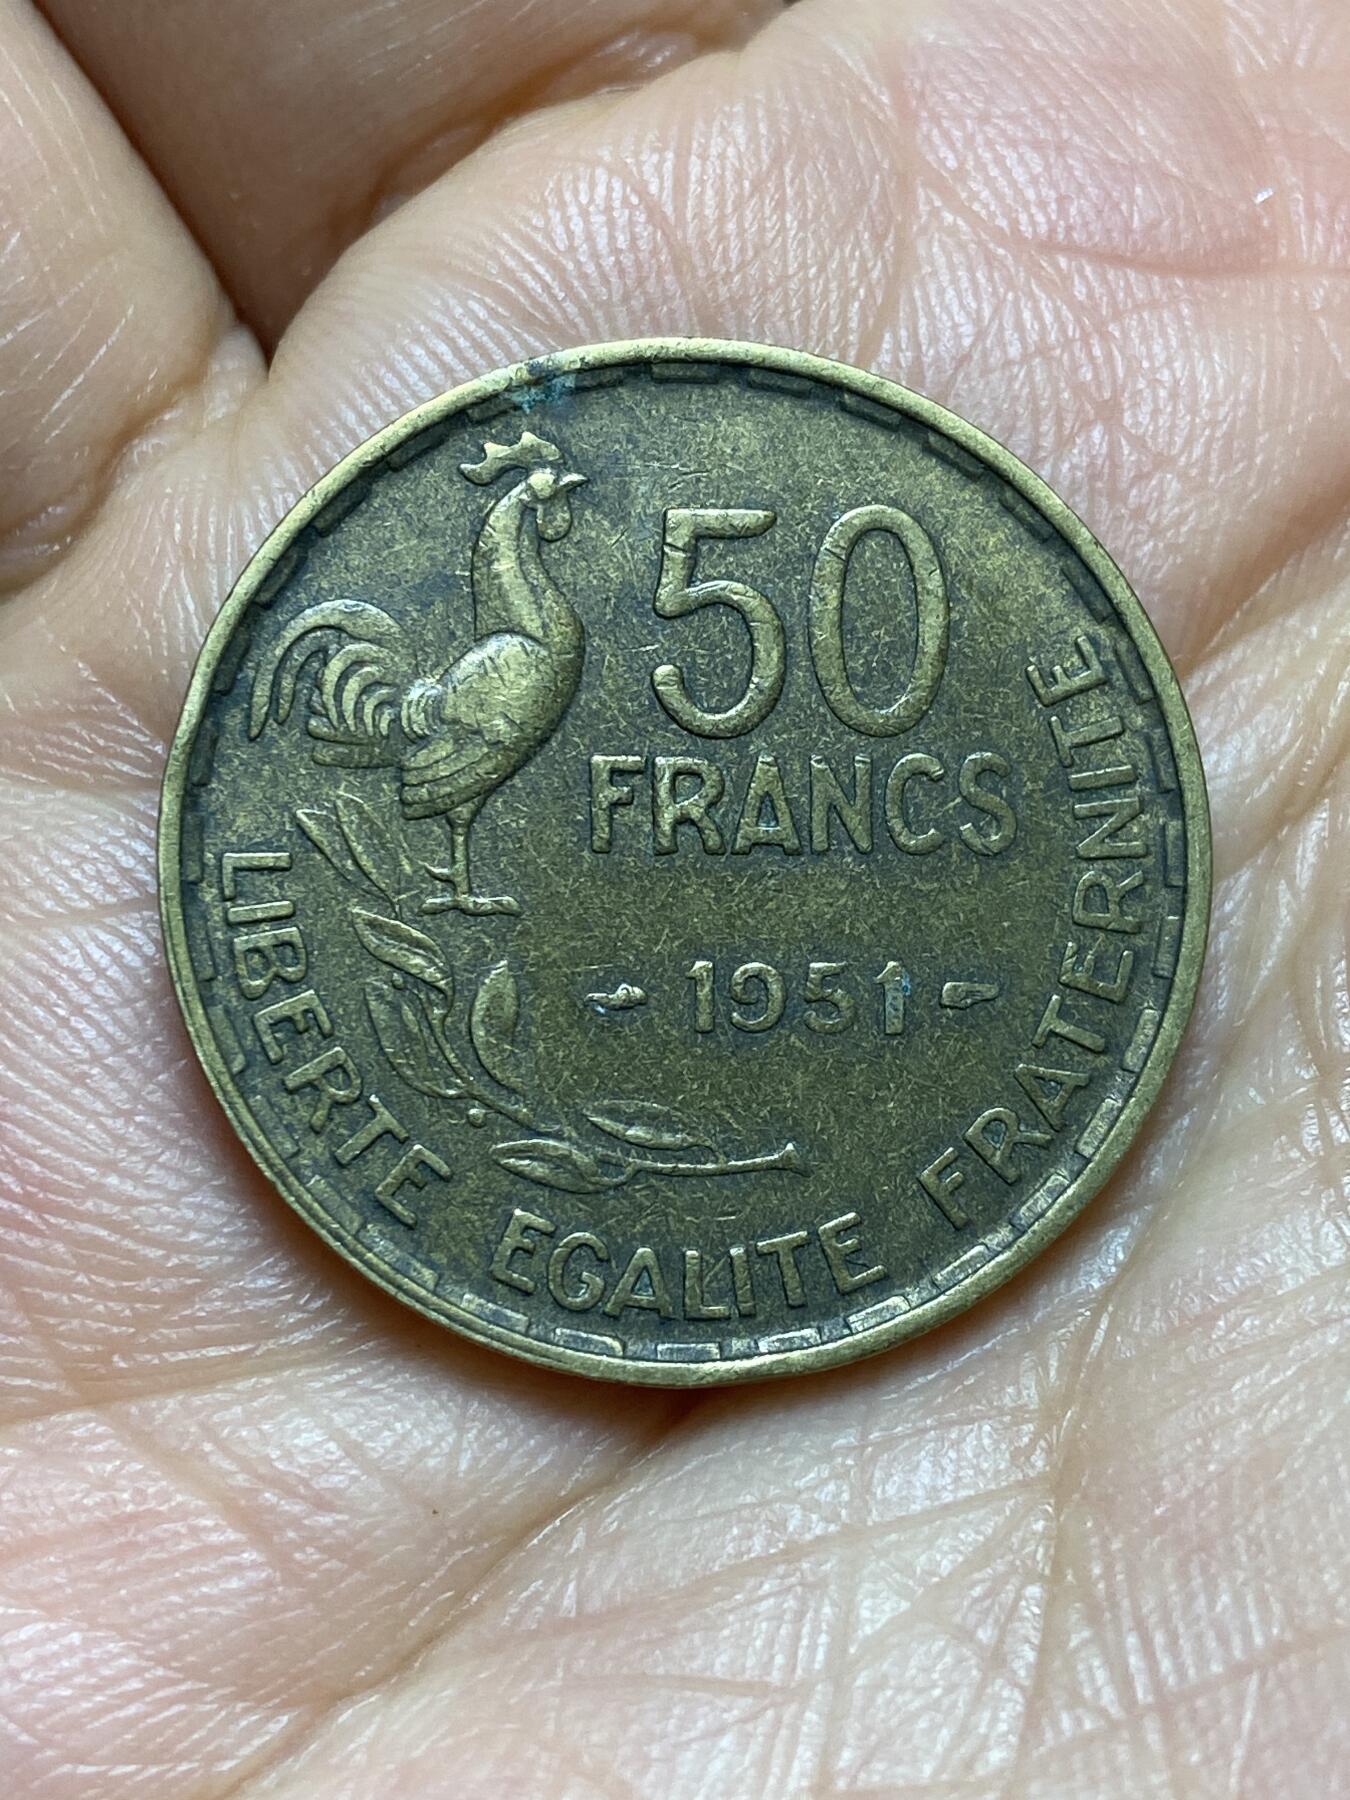 50
FRANCS
- 1951 -
LIBERTE EGALITE FRATERNITE